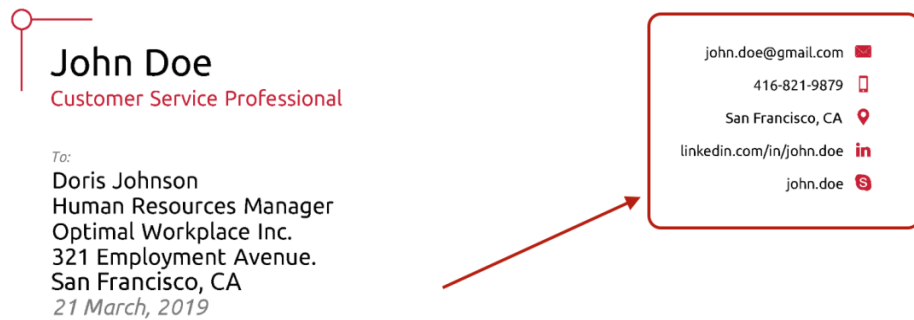 John Doe
Customer Service Professional
To:
Doris Johnson
Human Resources Manager
Optimal Workplace Inc.
321 Employment Avenue.
San Francisco, CA
21 March, 2019
john.doe@gmail.com
416-821-9879
San Francisco, CA
linkedin.com/in/john.doe in
john.doe S